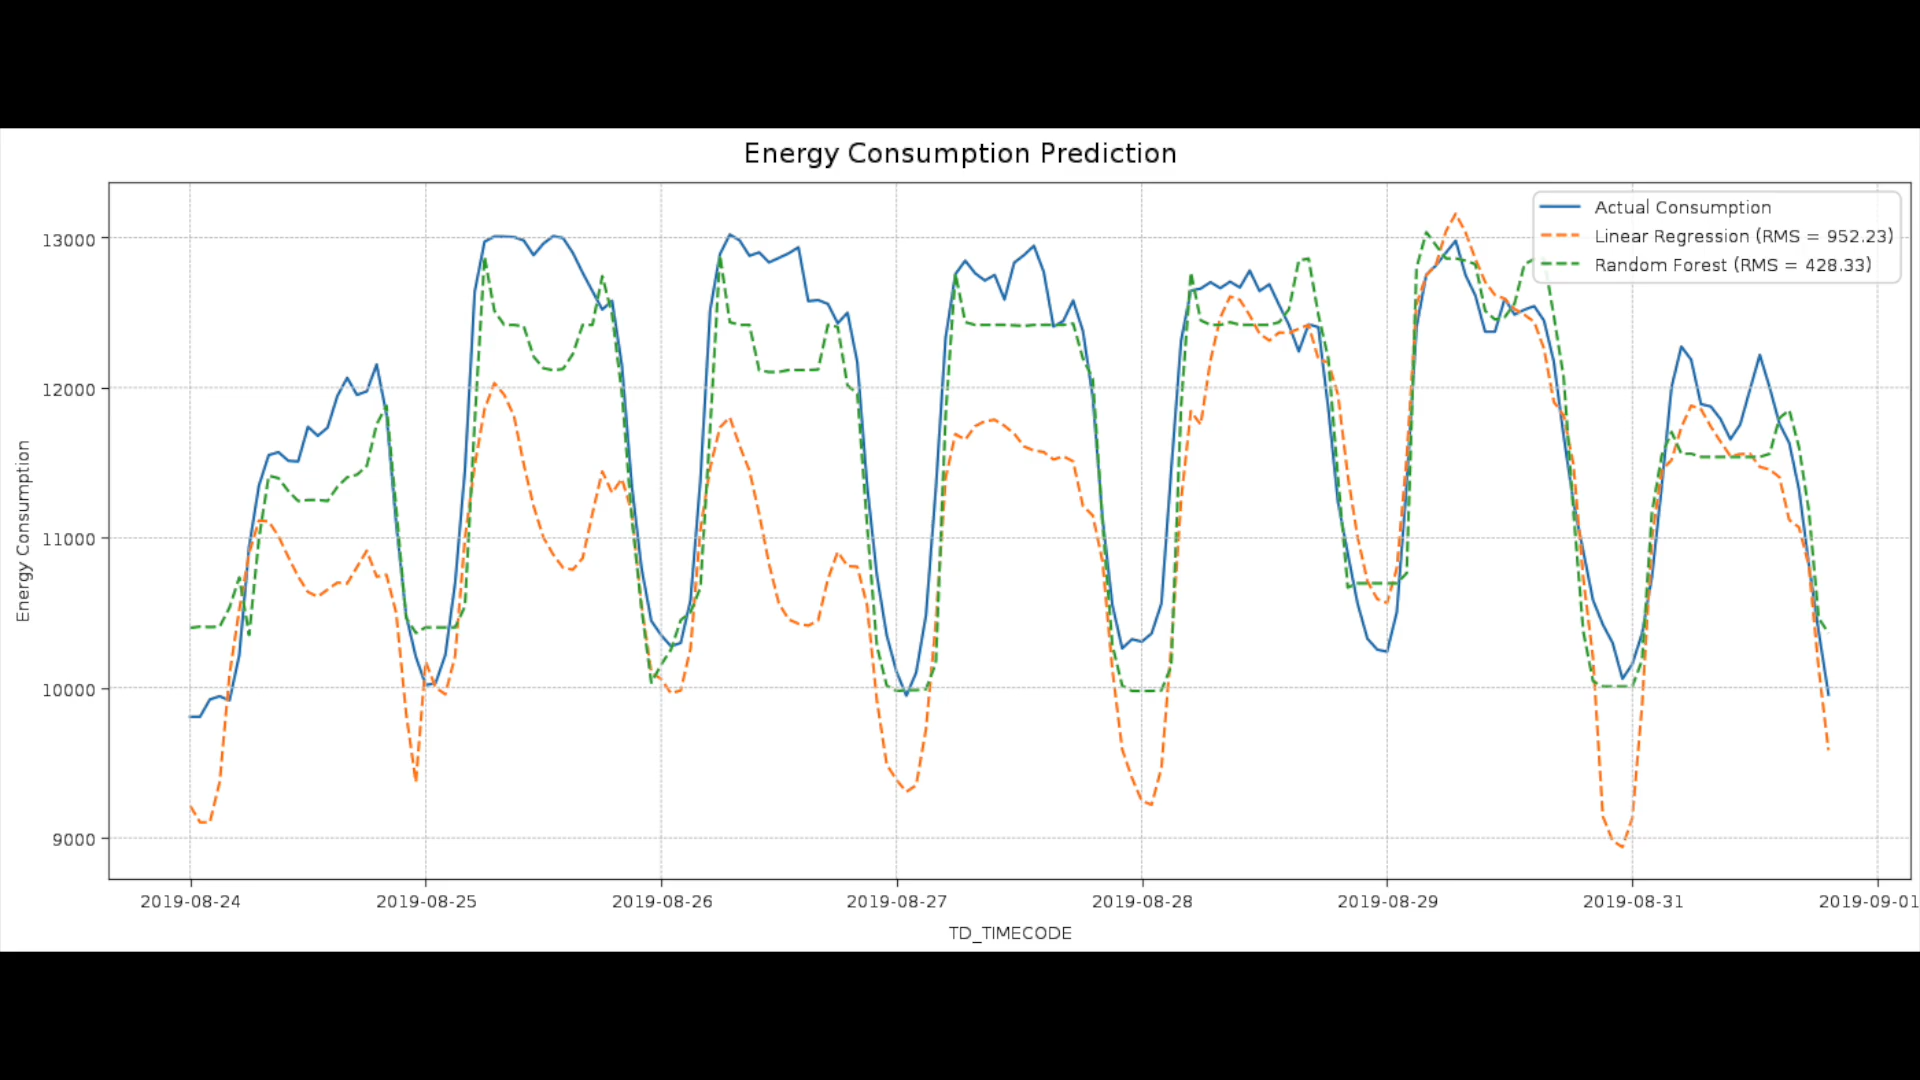 Energy Consumption Prediction
Actual Consumption
Linear Regression (RMS = 952.23)
Random Forest (RMS = 428.33)
Energy Consumption
13000
12000
11000
10000
9000
2019-08-24
2019-08-25
2019-08-26
2019-08-27
2019-08-28
2019-08-29
2019-08-31
2019-09-01
TD_TIMECODE